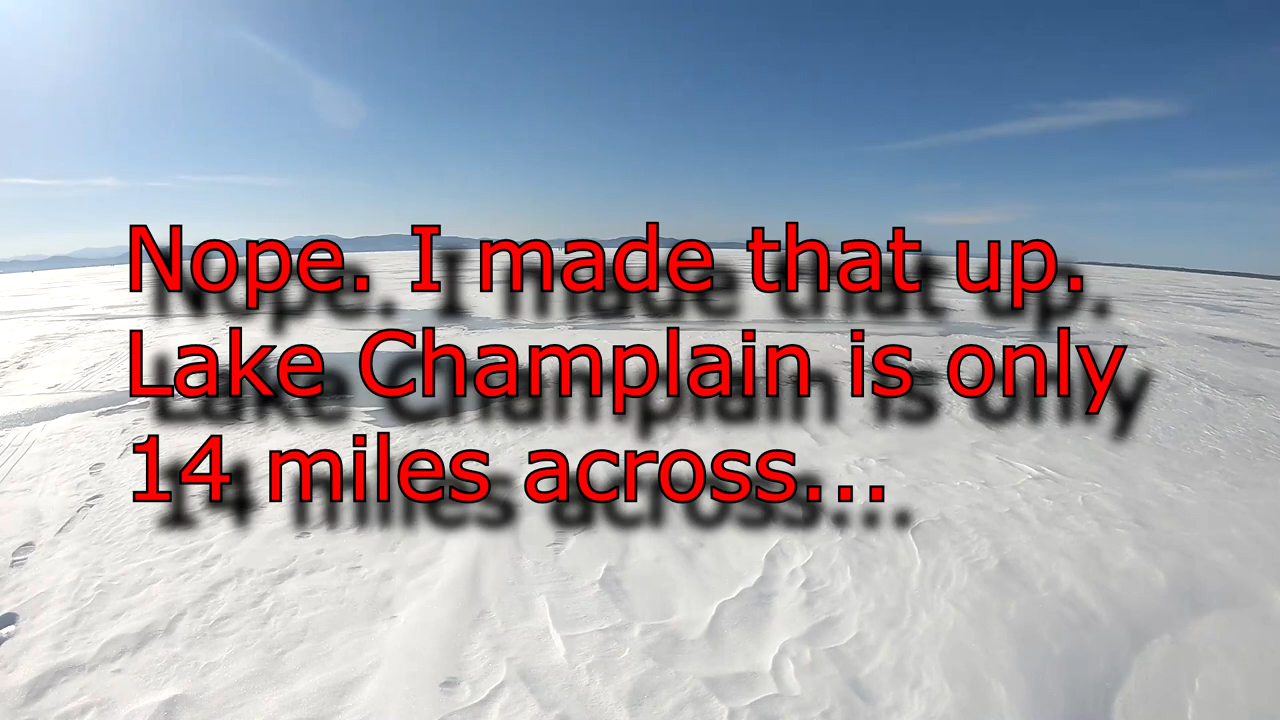 Nope. I made that up.
Lake Champlain is only
14 miles across...